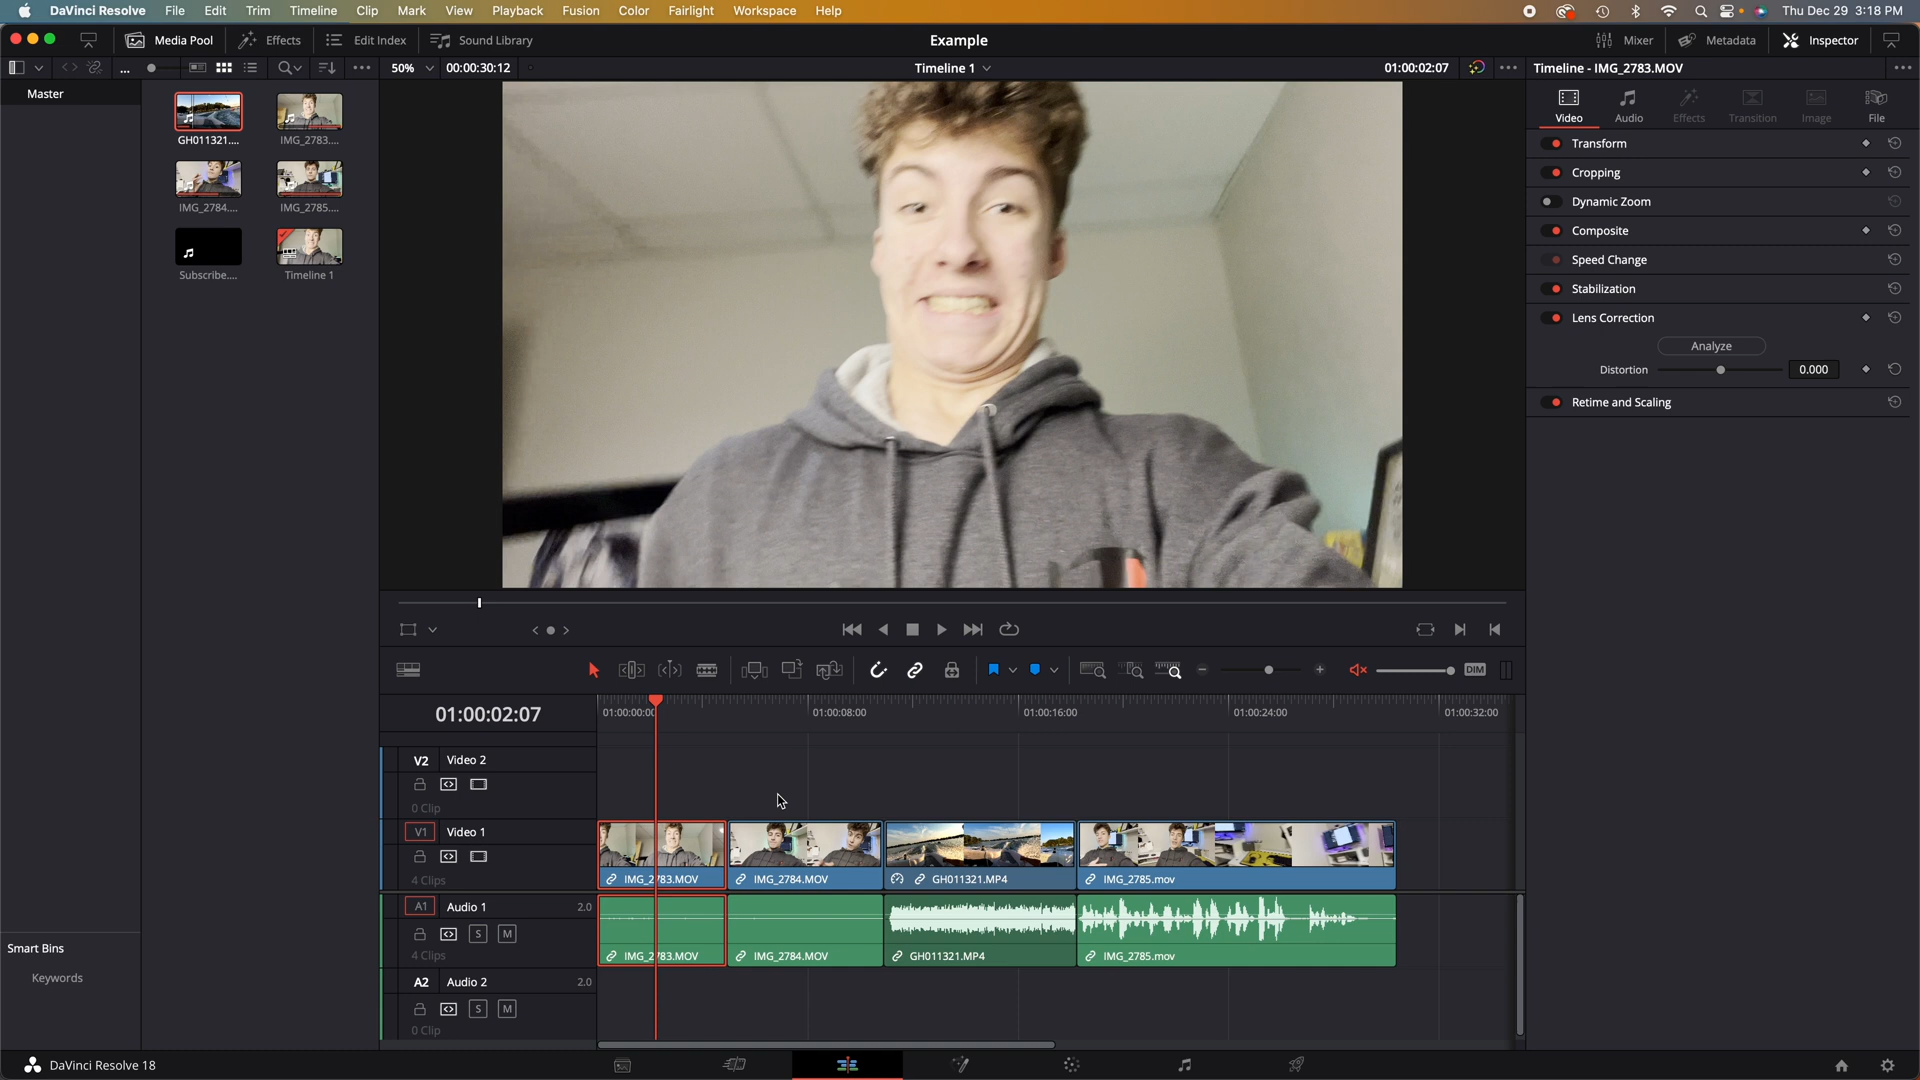 DaVinci Resolve File Edit Trim Timeline Clip Mark View Playback Fusion Color Fairlight Workspace Help Thu Dec 29 3:18 PM
Media Pool Effects Edit Index Sound Library Example Mixer Metadata Inspector
... 50% 00:00:30:12 Timeline 1 01:00:02:07 Timeline - IMG_2783.MOV
Master
GH011321.... IMG_2783....
IMG_2784.... IMG_2785....
Subscribe.... Timeline 1
Smart Bins
Keywords
Video Audio Effects Transition Image File
Transform
Cropping
Dynamic Zoom
Composite
Speed Change
Stabilization
Lens Correction
Analyze
Distortion 0.000
Retime and Scaling
DIM
01:00:02:07 01:00:00:00 01:00:08:00 01:00:16:00 01:00:24:00 01:00:32:00
V2 Video 2
0 Clip
V1 Video 1
4 Clips
IMG_2783.MOV IMG_2784.MOV GH011321.MP4 IMG_2785.mov
A1 Audio 1 2.0
S M
4 Clips
IMG_2783.MOV IMG_2784.MOV GH011321.MP4 IMG_2785.mov
A2 Audio 2 2.0
S M
0 Clip
DaVinci Resolve 18